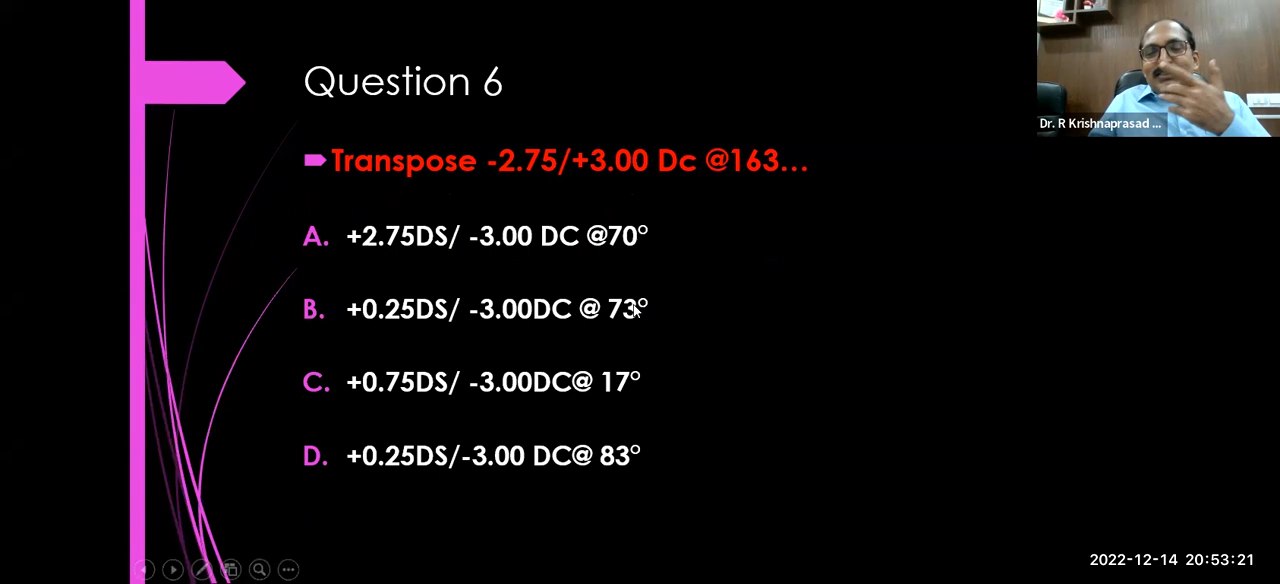 Question 6
Transpose -2.75/+3.00 Dc @163...
A. +2.75DS/ -3.00 DC @70°
B. +0.25DS/ -3.00DC @ 73°
C. +0.75DS/ -3.00DC@ 17°
D. +0.25DS/-3.00 DC@ 83°
Dr. R Krishnaprasad ...
2022-12-14 20:53:21